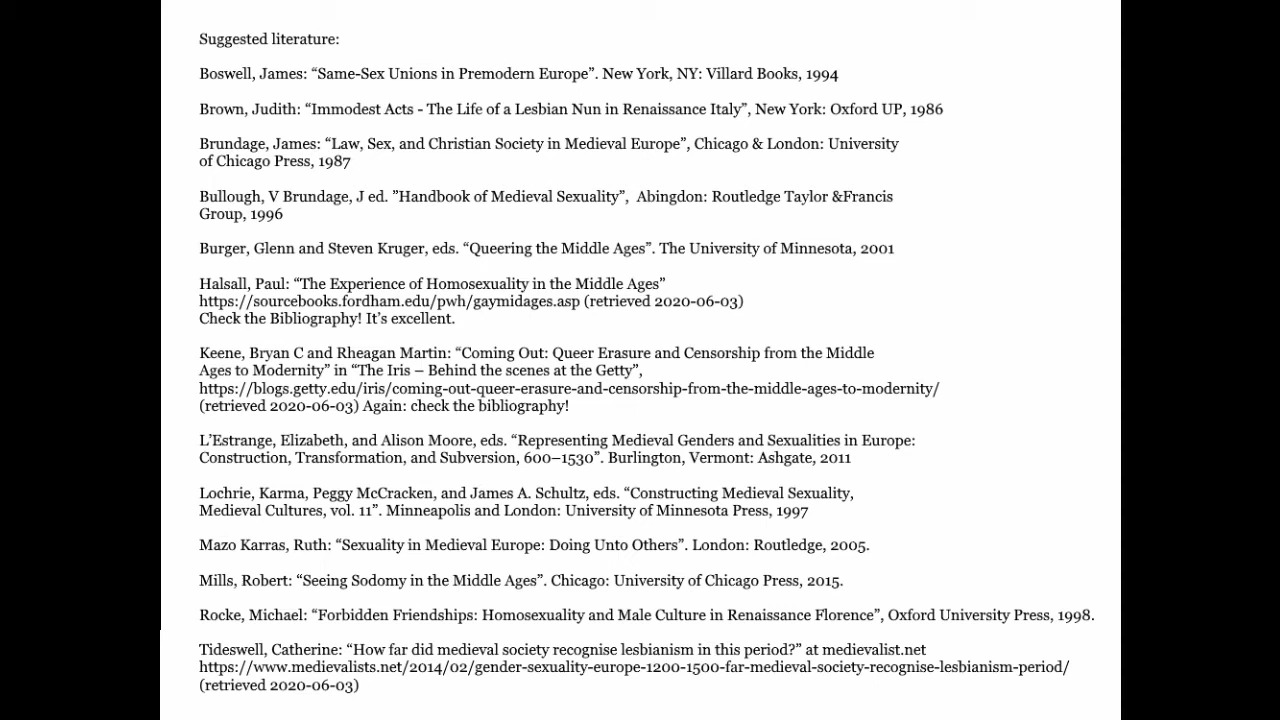 Suggested literature:
Boswell, James: “Same-Sex Unions in Premodern Europe”. New York, NY: Villard Books, 1994
Brown, Judith: “Immodest Acts - The Life of a Lesbian Nun in Renaissance Italy”, New York: Oxford UP, 1986
Brundage, James: “Law, Sex, and Christian Society in Medieval Europe”, Chicago & London: University
of Chicago Press, 1987
Bullough, V Brundage, J ed. ”Handbook of Medieval Sexuality”,  Abingdon: Routledge Taylor &Francis
Group, 1996
Burger, Glenn and Steven Kruger, eds. “Queering the Middle Ages”. The University of Minnesota, 2001
Halsall, Paul: “The Experience of Homosexuality in the Middle Ages”
https://sourcebooks.fordham.edu/pwh/gaymidages.asp (retrieved 2020-06-03)
Check the Bibliography! It’s excellent.
Keene, Bryan C and Rheagan Martin: “Coming Out: Queer Erasure and Censorship from the Middle
Ages to Modernity” in “The Iris – Behind the scenes at the Getty”,
https://blogs.getty.edu/iris/coming-out-queer-erasure-and-censorship-from-the-middle-ages-to-modernity/
(retrieved 2020-06-03) Again: check the bibliography!
L’Estrange, Elizabeth, and Alison Moore, eds. “Representing Medieval Genders and Sexualities in Europe:
Construction, Transformation, and Subversion, 600–1530”. Burlington, Vermont: Ashgate, 2011
Lochrie, Karma, Peggy McCracken, and James A. Schultz, eds. “Constructing Medieval Sexuality,
Medieval Cultures, vol. 11”. Minneapolis and London: University of Minnesota Press, 1997
Mazo Karras, Ruth: “Sexuality in Medieval Europe: Doing Unto Others”. London: Routledge, 2005.
Mills, Robert: “Seeing Sodomy in the Middle Ages”. Chicago: University of Chicago Press, 2015.
Rocke, Michael: “Forbidden Friendships: Homosexuality and Male Culture in Renaissance Florence”, Oxford University Press, 1998.
Tideswell, Catherine: “How far did medieval society recognise lesbianism in this period?” at medievalist.net
https://www.medievalists.net/2014/02/gender-sexuality-europe-1200-1500-far-medieval-society-recognise-lesbianism-period/
(retrieved 2020-06-03)